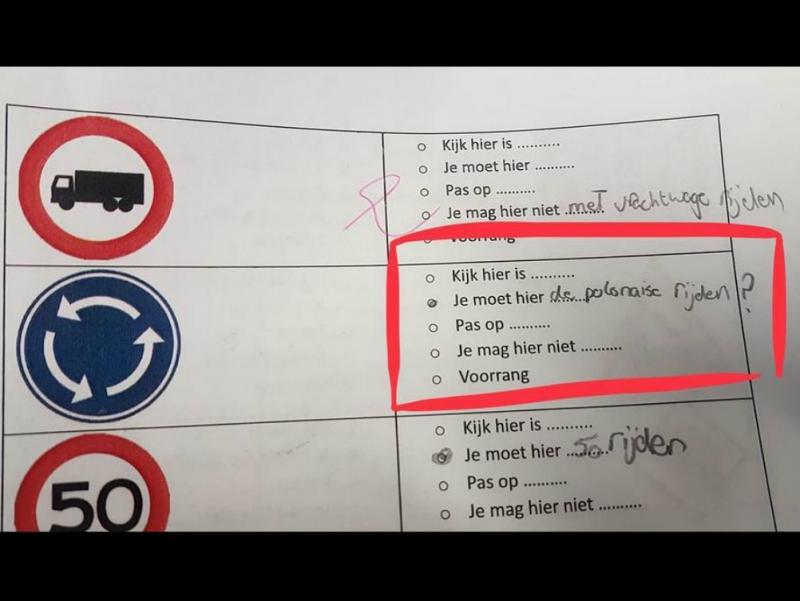 Kijk hier is ..........
Je moet hier ..........
Pas op ..........
Je mag hier niet ......... met vrachtwage rijden
Voorrang
Kijk hier is ..........
Je moet hier de polonaise rijden?
Pas op ..........
Je mag hier niet ..........
Voorrang
50
Kijk hier is ..........
Je moet hier ..50.. rijden
Pas op ..........
Je mag hier niet ..........